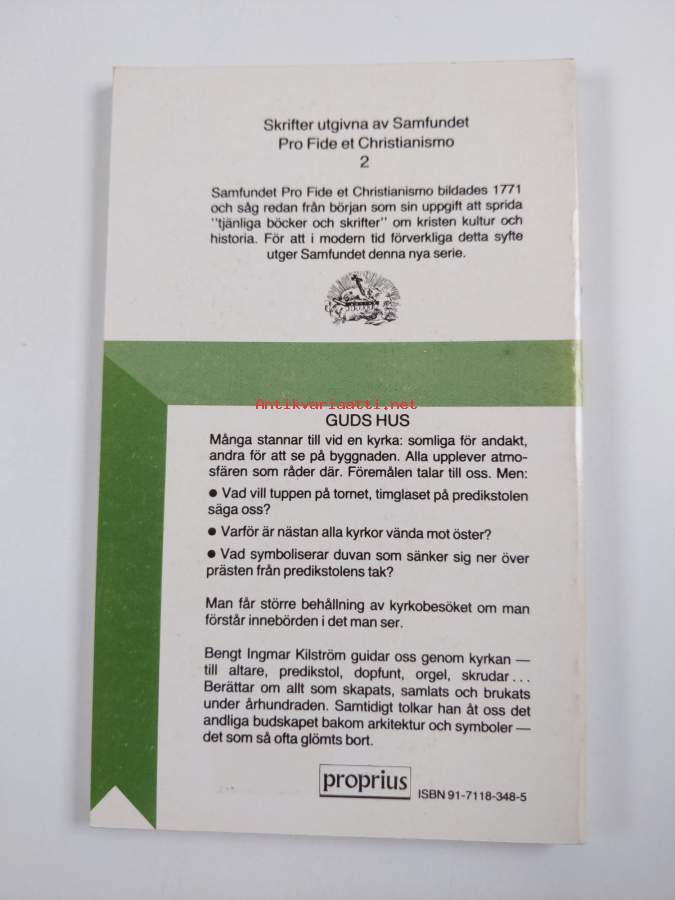 Skrifter utgivna av Samfundet
Pro Fide et Christianismo
2
Samfundet Pro Fide et Christianismo bildades 1771
och såg redan från början som sin uppgift att sprida
"tjänliga böcker och skrifter" om kristen kultur och
historia. För att i modern tid förverkliga detta syfte
utger Samfundet denna nya serie.
Antikvariaatti.net
GUDS HUS
Många stannar till vid en kyrka: somliga för andakt,
andra för att se på byggnaden. Alla upplever atmo-
sfären som råder där. Föremålen talar till oss. Men:
● Vad vill tuppen på tornet, timglaset på predikstolen
säga oss?
● Varför är nästan alla kyrkor vända mot öster?
● Vad symboliserar duvan som sänker sig ner över
prästen från predikstolens tak?
Man får större behållning av kyrkobesöket om man
förstår innebörden i det man ser.
Bengt Ingmar Kilström guidar oss genom kyrkan —
till altare, predikstol, dopfunt, orgel, skrudar...
Berättar om allt som skapats, samlats och brukats
under århundraden. Samtidigt tolkar han åt oss det
andliga budskapet bakom arkitektur och symboler —
det som så ofta glömts bort.
proprius
ISBN 91-7118-348-5